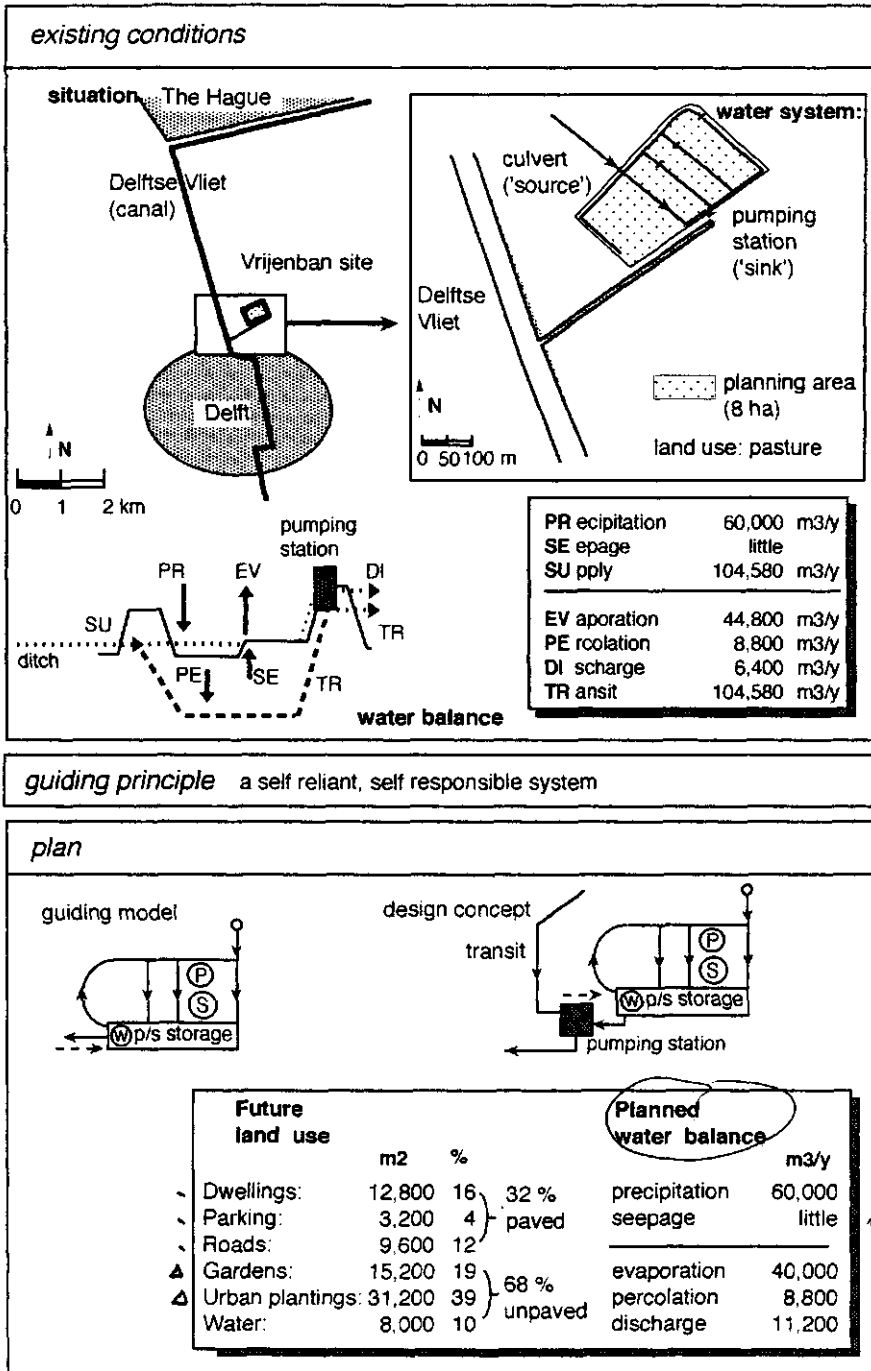 existing conditions
situation The Hague
Delftse Vliet
(canal)
Vrijenban site
Delft
N
0 1 2 km
water system:
culvert
('source')
pumping
station
('sink')
Delftse
Vliet
N
0 50 100 m
planning area
(8 ha)
land use: pasture
pumping
station
PR EV DI
SU TR
ditch PE SE TR
water balance
PR ecipitation 60,000 m3/y
SE epage little
SU pply 104,580 m3/y
EV aporation 44,800 m3/y
PE rcolation 8,800 m3/y
DI scharge 6,400 m3/y
TR ansit 104,580 m3/y
guiding principle a self reliant, self responsible system
plan
guiding model
P
S
W p/s storage
design concept
transit
P
S
W p/s storage
pumping station
Future
land use
m2 %
Dwellings: 12,800 16
Parking: 3,200 4
Roads: 9,600 12
32 %
paved
Gardens: 15,200 19
Urban plantings: 31,200 39
Water: 8,000 10
68 %
unpaved
Planned
water balance
m3/y
precipitation 60,000
seepage little
evaporation 40,000
percolation 8,800
discharge 11,200